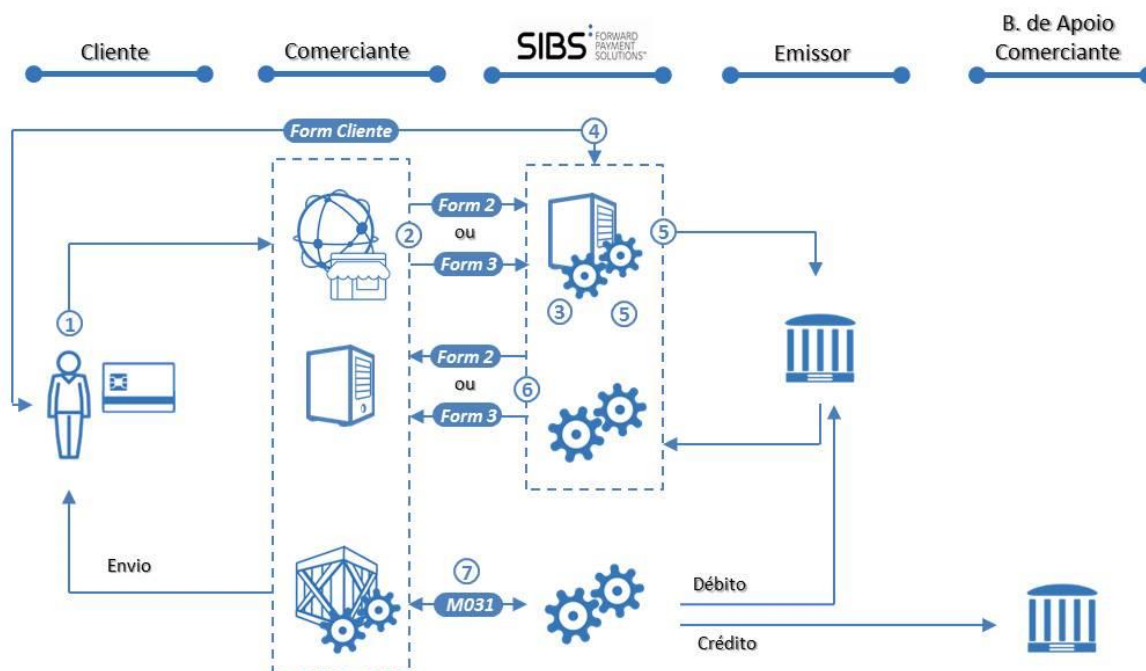 Cliente
Comerciante
SIBS FORWARD
PAYMENT
SOLUTIONS™
Emissor
B. de Apoio
Comerciante
Form Cliente
4
Form 2
2
ou
5
Form 3
3
5
1
Form 2
ou
6
Form 3
7
Envio
M031
Débito
Crédito